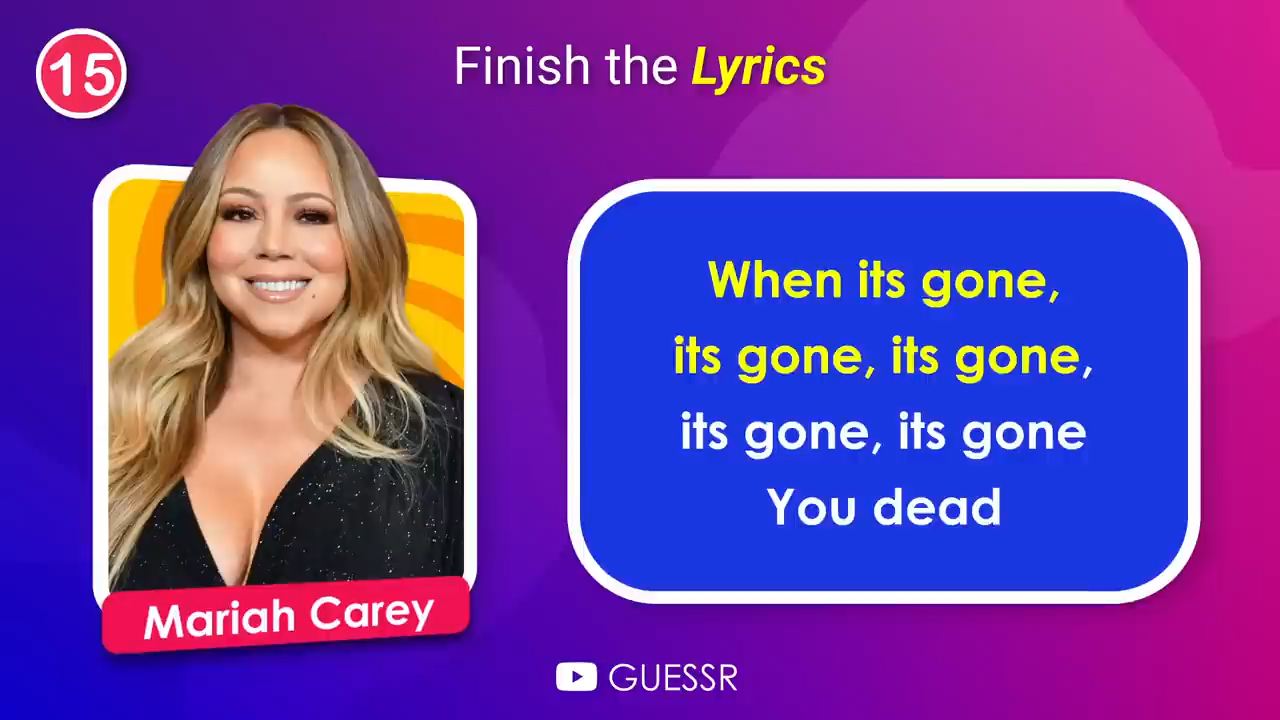 15
Finish the Lyrics
When its gone,
its gone, its gone,
its gone, its gone
You dead
Mariah Carey
GUESSR